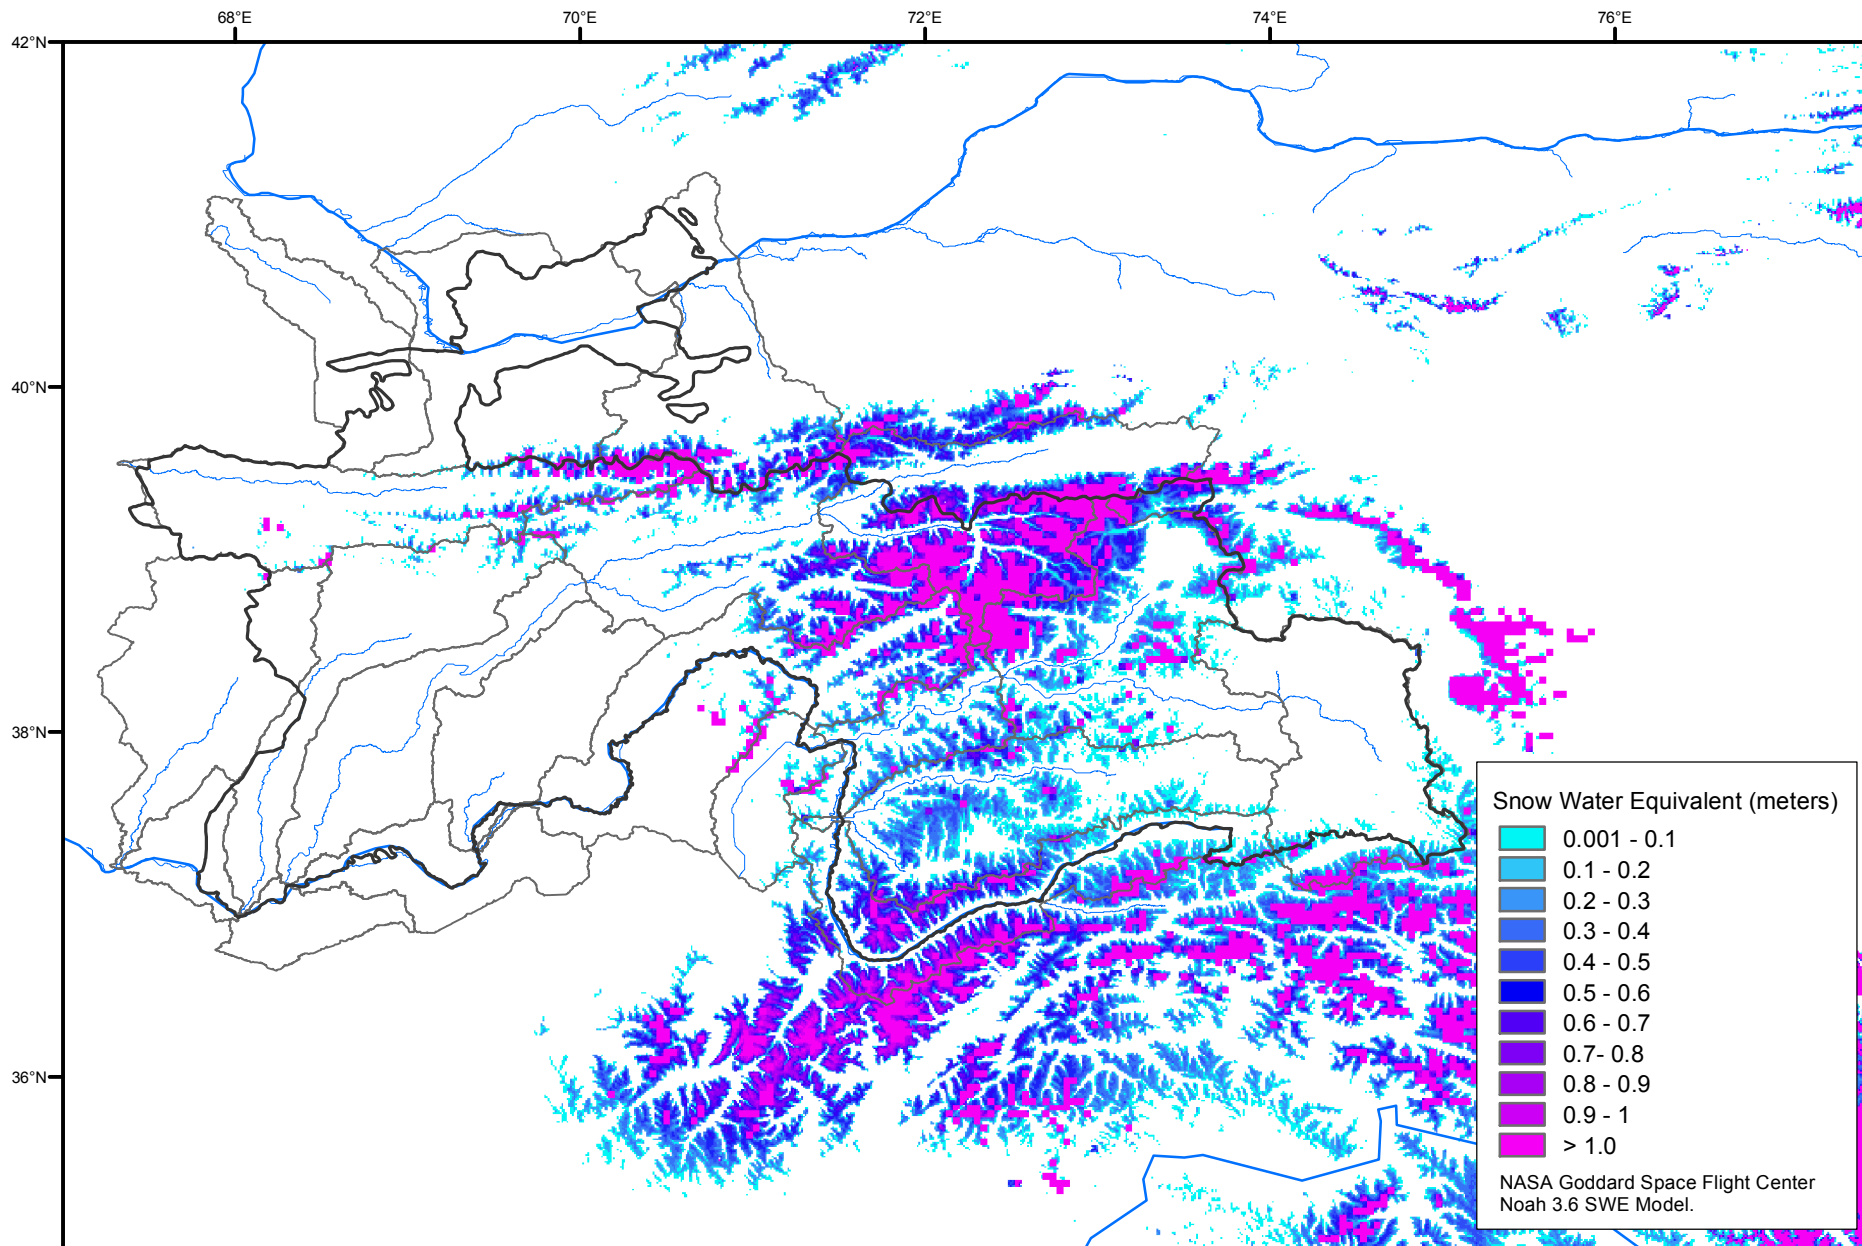 68°E
70°E
72°E
74°E
76°E
42°N
40°N
38°N
36°N
Snow Water Equivalent (meters)
0.001 - 0.1
0.1 - 0.2
0.2 - 0.3
0.3 - 0.4
0.4 - 0.5
0.5 - 0.6
0.6 - 0.7
0.7- 0.8
0.8 - 0.9
0.9 - 1
> 1.0
NASA Goddard Space Flight Center
Noah 3.6 SWE Model.